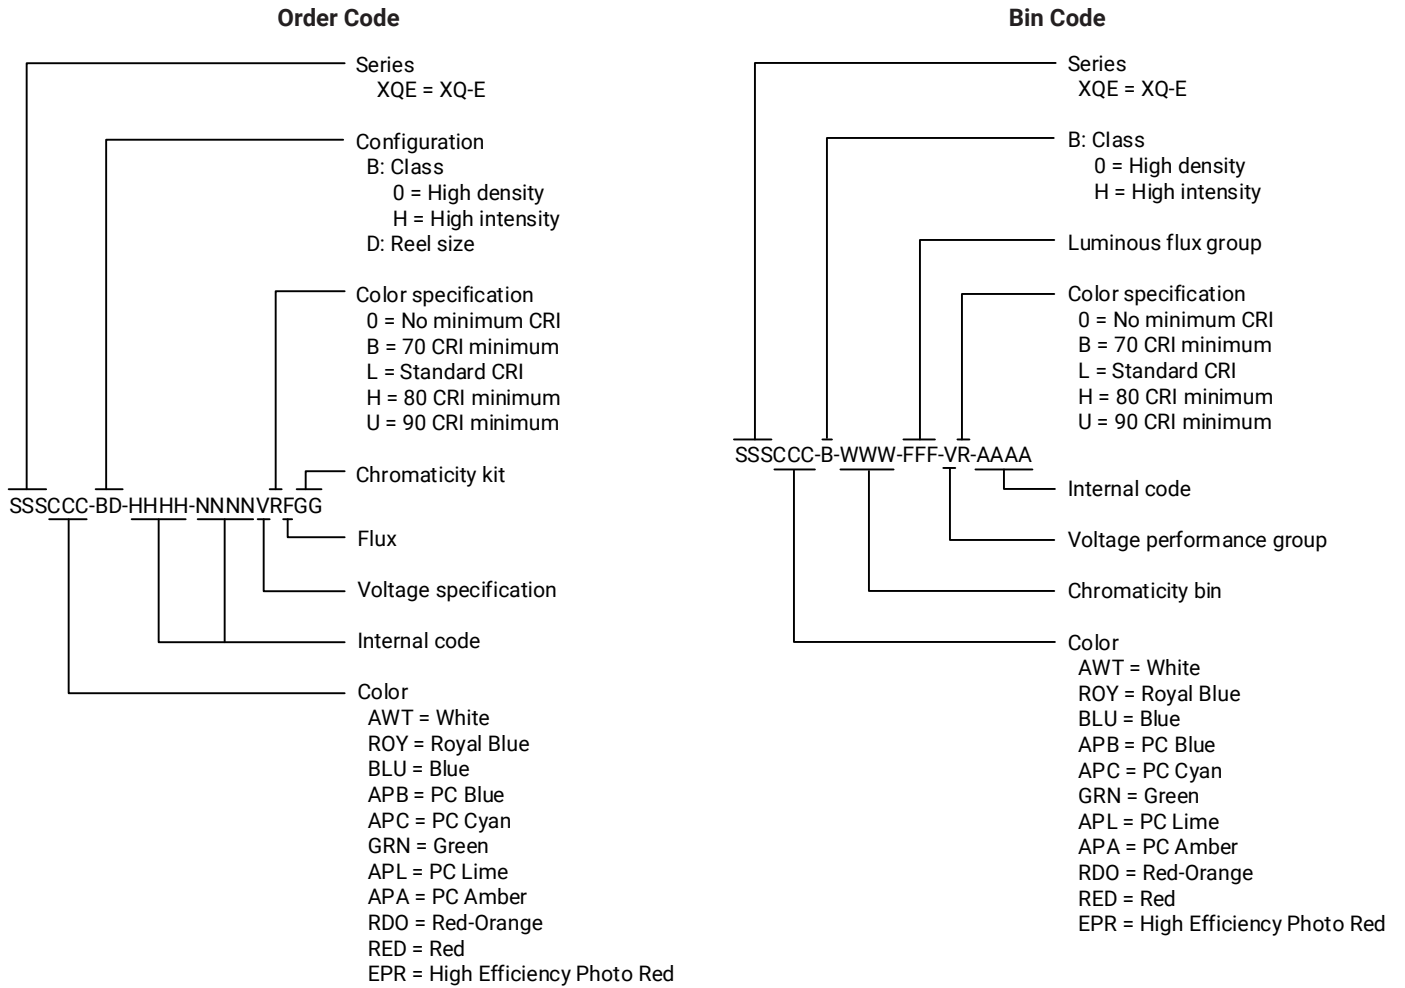 Order Code
Series
XQE = XQ-E
Configuration
B: Class
0 = High density
H = High intensity
D: Reel size
Color specification
0 = No minimum CRI
B = 70 CRI minimum
L = Standard CRI
H = 80 CRI minimum
U = 90 CRI minimum
Chromaticity kit
SSSCCC-BD-HHHH-NNNNVRFGG
Flux
Voltage specification
Internal code
Color
AWT = White
ROY = Royal Blue
BLU = Blue
APB = PC Blue
APC = PC Cyan
GRN = Green
APL = PC Lime
APA = PC Amber
RDO = Red-Orange
RED = Red
EPR = High Efficiency Photo Red
Bin Code
Series
XQE = XQ-E
B: Class
0 = High density
H = High intensity
Luminous flux group
Color specification
0 = No minimum CRI
B = 70 CRI minimum
L = Standard CRI
H = 80 CRI minimum
U = 90 CRI minimum
SSSCCC-B-WWW-FFF-VR-AAAA
Internal code
Voltage performance group
Chromaticity bin
Color
AWT = White
ROY = Royal Blue
BLU = Blue
APB = PC Blue
APC = PC Cyan
GRN = Green
APL = PC Lime
APA = PC Amber
RDO = Red-Orange
RED = Red
EPR = High Efficiency Photo Red